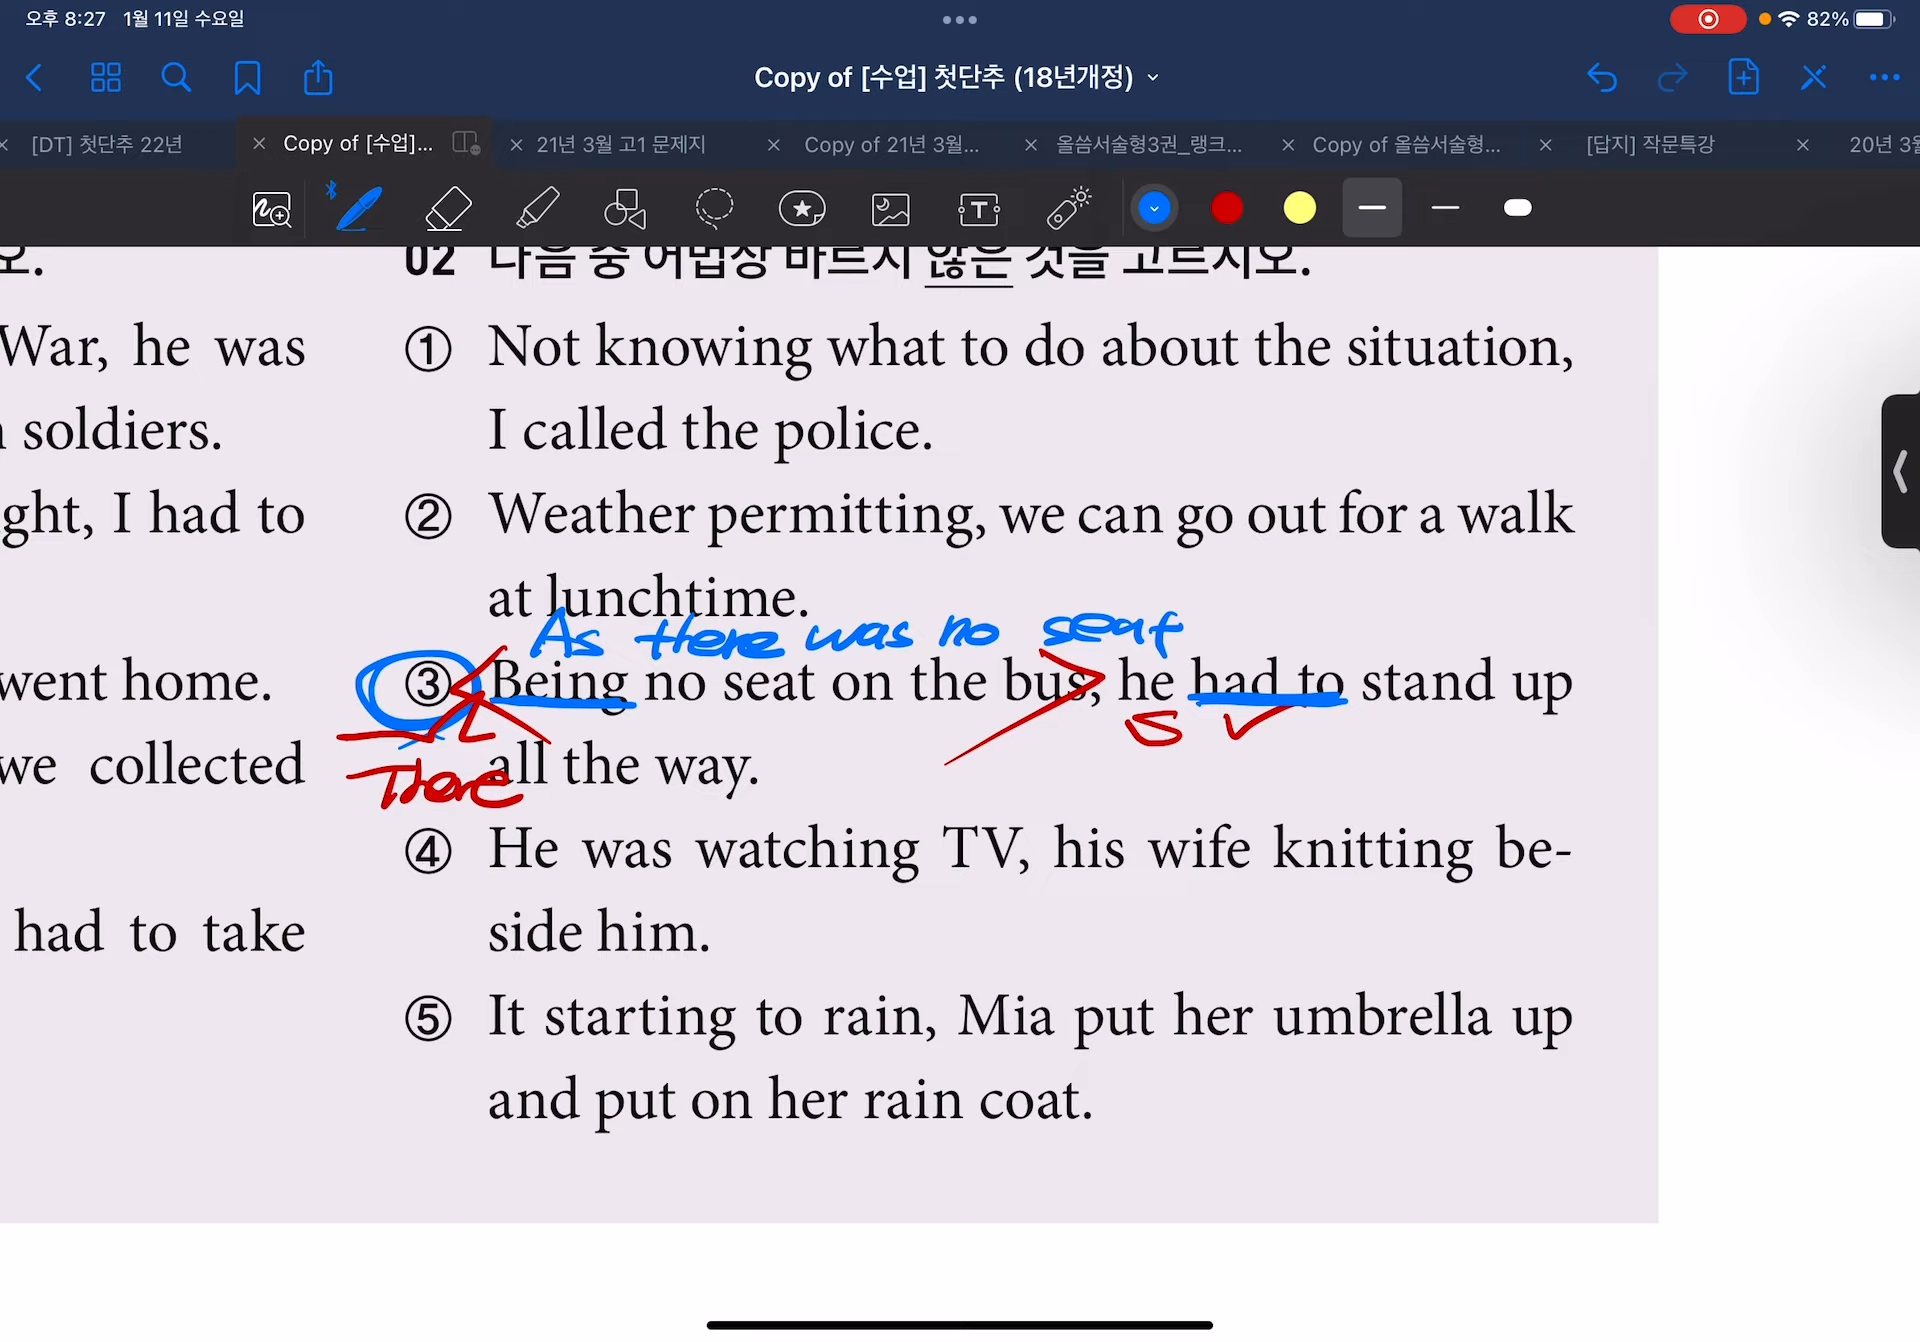 오후 8:27 1월 11일 수요일
82%
Copy of [수업] 첫단추 (18년개정)
[DT] 첫단추 22년
Copy of [수업]...
21년 3월 고1 문제지
Copy of 21년 3월...
올씀서술형3권_랭크...
Copy of 올씀서술형...
[답지] 작문특강
20년 3월
오.
War, he was
soldiers.
ght, I had to
went home.
we collected
had to take
02 다음 중 어법상 바르지 않은 것을 고르시오.
① Not knowing what to do about the situation,
I called the police.
② Weather permitting, we can go out for a walk
at lunchtime.
As there was no seat
③ Being no seat on the bus, he had to stand up
S V
There
all the way.
④ He was watching TV, his wife knitting be-
side him.
⑤ It starting to rain, Mia put her umbrella up
and put on her rain coat.